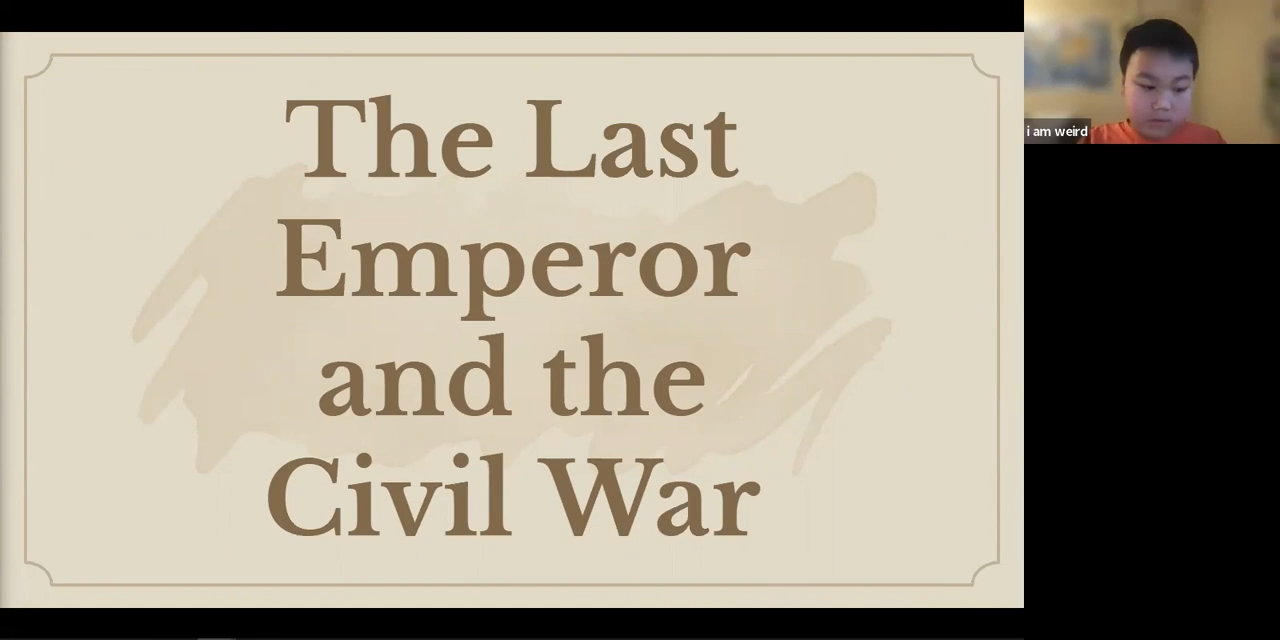 The Last
Emperor
and the
Civil War
i am weird